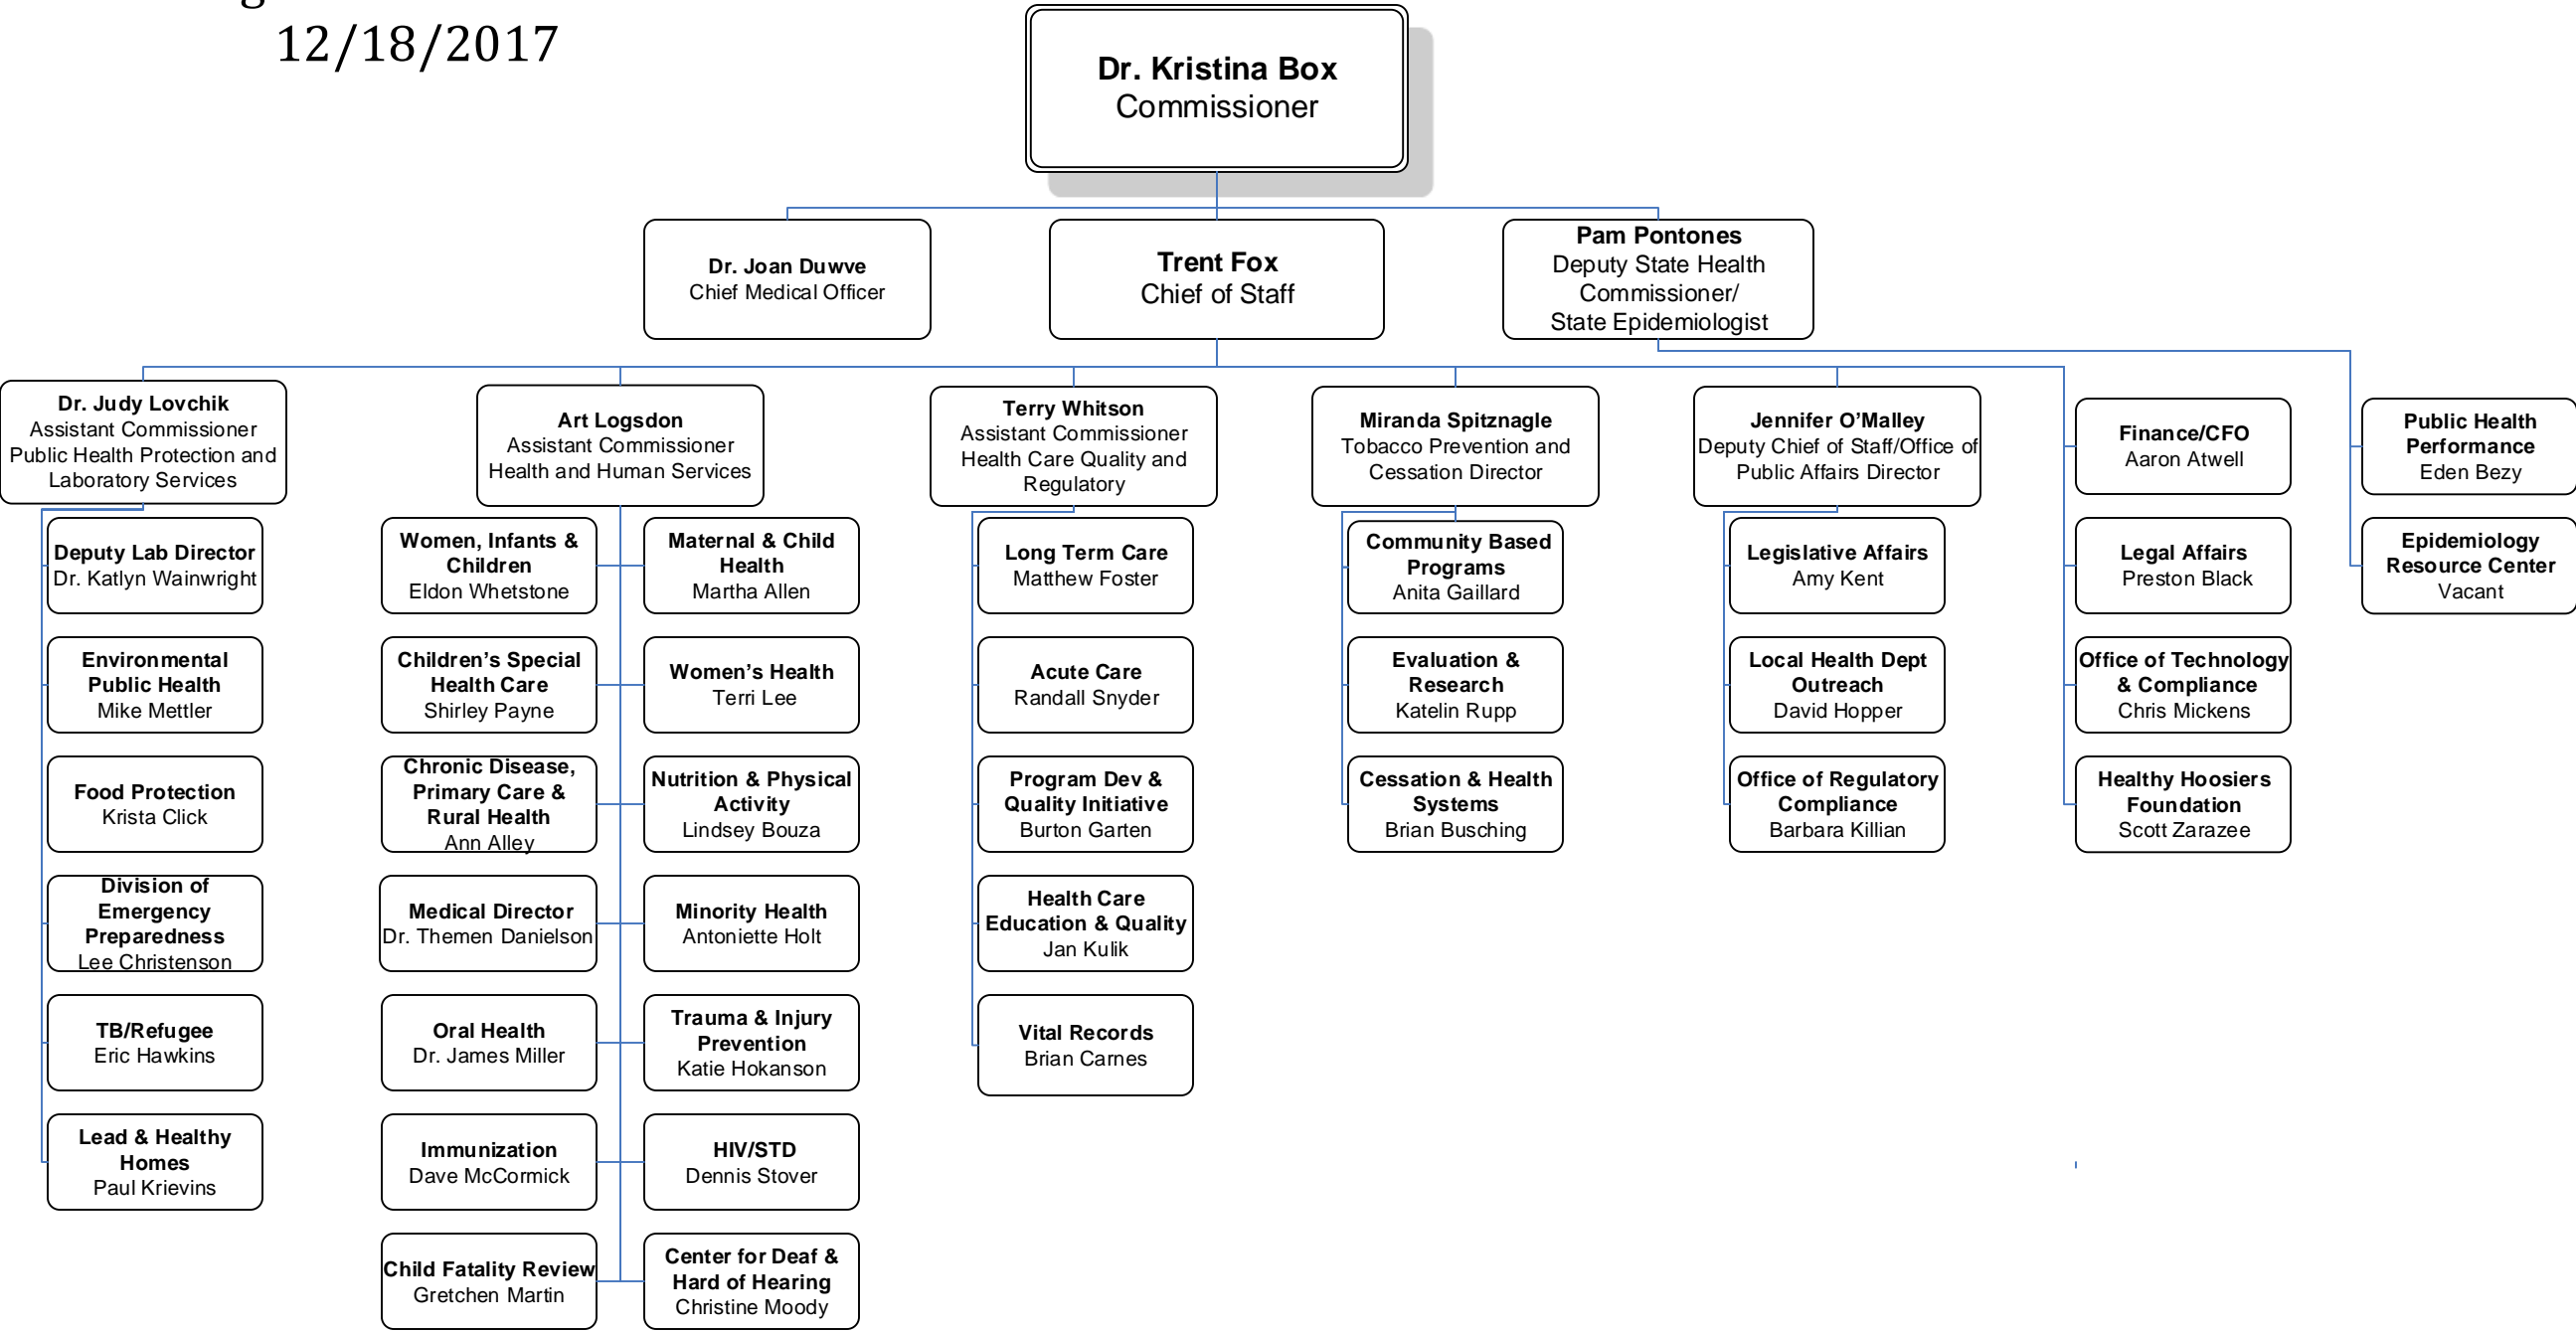 12/18/2017
Dr. Kristina Box
Commissioner
Dr. Joan Duwve
Chief Medical Officer
Trent Fox
Chief of Staff
Pam Pontones
Deputy State Health
Commissioner/
State Epidemiologist
Dr. Judy Lovchik
Assistant Commissioner
Public Health Protection and
Laboratory Services
Art Logsdon
Assistant Commissioner
Health and Human Services
Terry Whitson
Assistant Commissioner
Health Care Quality and
Regulatory
Miranda Spitznagle
Tobacco Prevention and
Cessation Director
Jennifer O’Malley
Deputy Chief of Staff/Office of
Public Affairs Director
Finance/CFO
Aaron Atwell
Public Health
Performance
Eden Bezy
Deputy Lab Director
Dr. Katlyn Wainwright
Women, Infants &
Children
Eldon Whetstone
Maternal & Child
Health
Martha Allen
Long Term Care
Matthew Foster
Community Based
Programs
Anita Gaillard
Legislative Affairs
Amy Kent
Legal Affairs
Preston Black
Epidemiology
Resource Center
Vacant
Environmental
Public Health
Mike Mettler
Children’s Special
Health Care
Shirley Payne
Women’s Health
Terri Lee
Acute Care
Randall Snyder
Evaluation &
Research
Katelin Rupp
Local Health Dept
Outreach
David Hopper
Office of Technology
& Compliance
Chris Mickens
Food Protection
Krista Click
Chronic Disease,
Primary Care &
Rural Health
Ann Alley
Nutrition & Physical
Activity
Lindsey Bouza
Program Dev &
Quality Initiative
Burton Garten
Cessation & Health
Systems
Brian Busching
Office of Regulatory
Compliance
Barbara Killian
Healthy Hoosiers
Foundation
Scott Zarazee
Division of
Emergency
Preparedness
Lee Christenson
Medical Director
Dr. Themen Danielson
Minority Health
Antoniette Holt
Health Care
Education & Quality
Jan Kulik
TB/Refugee
Eric Hawkins
Oral Health
Dr. James Miller
Trauma & Injury
Prevention
Katie Hokanson
Vital Records
Brian Carnes
Lead & Healthy
Homes
Paul Krievins
Immunization
Dave McCormick
HIV/STD
Dennis Stover
Child Fatality Review
Gretchen Martin
Center for Deaf &
Hard of Hearing
Christine Moody